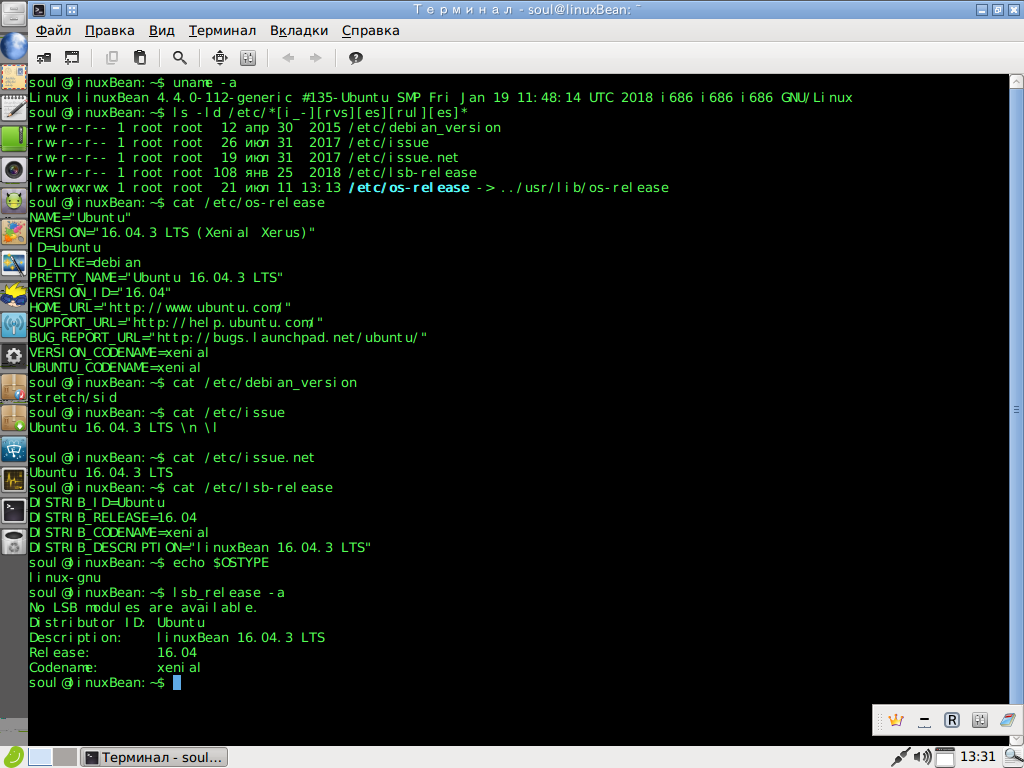 Терминал - soul@linuxBean: ~
Файл Правка Вид Терминал Вкладки Справка
soul@linuxBean:~$ uname -a
Linux linuxBean 4.4.0-112-generic #135-Ubuntu SMP Fri Jan 19 11:48:14 UTC 2018 i686 i686 i686 GNU/Linux
soul@linuxBean:~$ ls -ld /etc/*[i_-][rvs][es][rul][es]*
-rw-r--r-- 1 root root  12 апр 30  2015 /etc/debian_version
-rw-r--r-- 1 root root  26 июл 31  2017 /etc/issue
-rw-r--r-- 1 root root  19 июл 31  2017 /etc/issue.net
-rw-r--r-- 1 root root 108 янв 25  2018 /etc/lsb-release
lrwxrwxrwx 1 root root  21 июл 11 13:13 /etc/os-release -> ../usr/lib/os-release
soul@linuxBean:~$ cat /etc/os-release
NAME="Ubuntu"
VERSION="16.04.3 LTS (Xenial Xerus)"
ID=ubuntu
ID_LIKE=debian
PRETTY_NAME="Ubuntu 16.04.3 LTS"
VERSION_ID="16.04"
HOME_URL="http://www.ubuntu.com/"
SUPPORT_URL="http://help.ubuntu.com/"
BUG_REPORT_URL="http://bugs.launchpad.net/ubuntu/"
VERSION_CODENAME=xenial
UBUNTU_CODENAME=xenial
soul@linuxBean:~$ cat /etc/debian_version
stretch/sid
soul@linuxBean:~$ cat /etc/issue
Ubuntu 16.04.3 LTS \n \l
soul@linuxBean:~$ cat /etc/issue.net
Ubuntu 16.04.3 LTS
soul@linuxBean:~$ cat /etc/lsb-release
DISTRIB_ID=Ubuntu
DISTRIB_RELEASE=16.04
DISTRIB_CODENAME=xenial
DISTRIB_DESCRIPTION="linuxBean 16.04.3 LTS"
soul@linuxBean:~$ echo $OSTYPE
linux-gnu
soul@linuxBean:~$ lsb_release -a
No LSB modules are available.
Distributor ID: Ubuntu
Description:    linuxBean 16.04.3 LTS
Release:        16.04
Codename:       xenial
soul@linuxBean:~$
R
Терминал - soul... 13:31